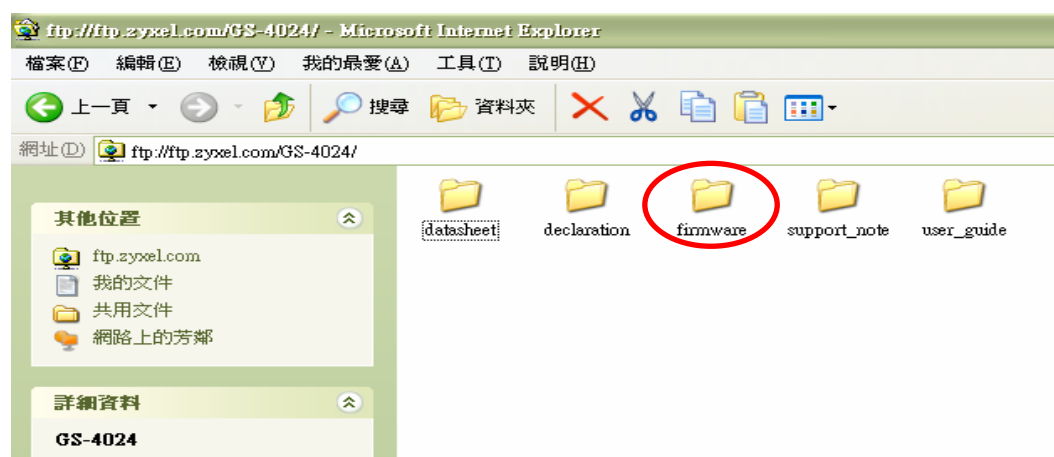 ftp://ftp.zyxel.com/GS-4024/ - Microsoft Internet Explorer
檔案(F) 編輯(E) 檢視(V) 我的最愛(A) 工具(T) 說明(H)
上一頁 搜尋 資料夾
網址(D) ftp://ftp.zyxel.com/GS-4024/
其他位置
ftp.zyxel.com
我的文件
共用文件
網路上的芳鄰
詳細資料
GS-4024
datasheet declaration firmware support_note user_guide